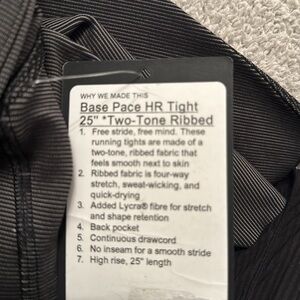 WHY WE MADE THIS
Base Pace HR Tight
25" *Two-Tone Ribbed
1. Free stride, free mind. These
running tights are made of a
two-tone, ribbed fabric that
feels smooth next to skin
2. Ribbed fabric is four-way
stretch, sweat-wicking, and
quick-drying
3. Added Lycra® fibre for stretch
and shape retention
4. Back pocket
5. Continuous drawcord
6. No inseam for a smooth stride
7. High rise, 25" length